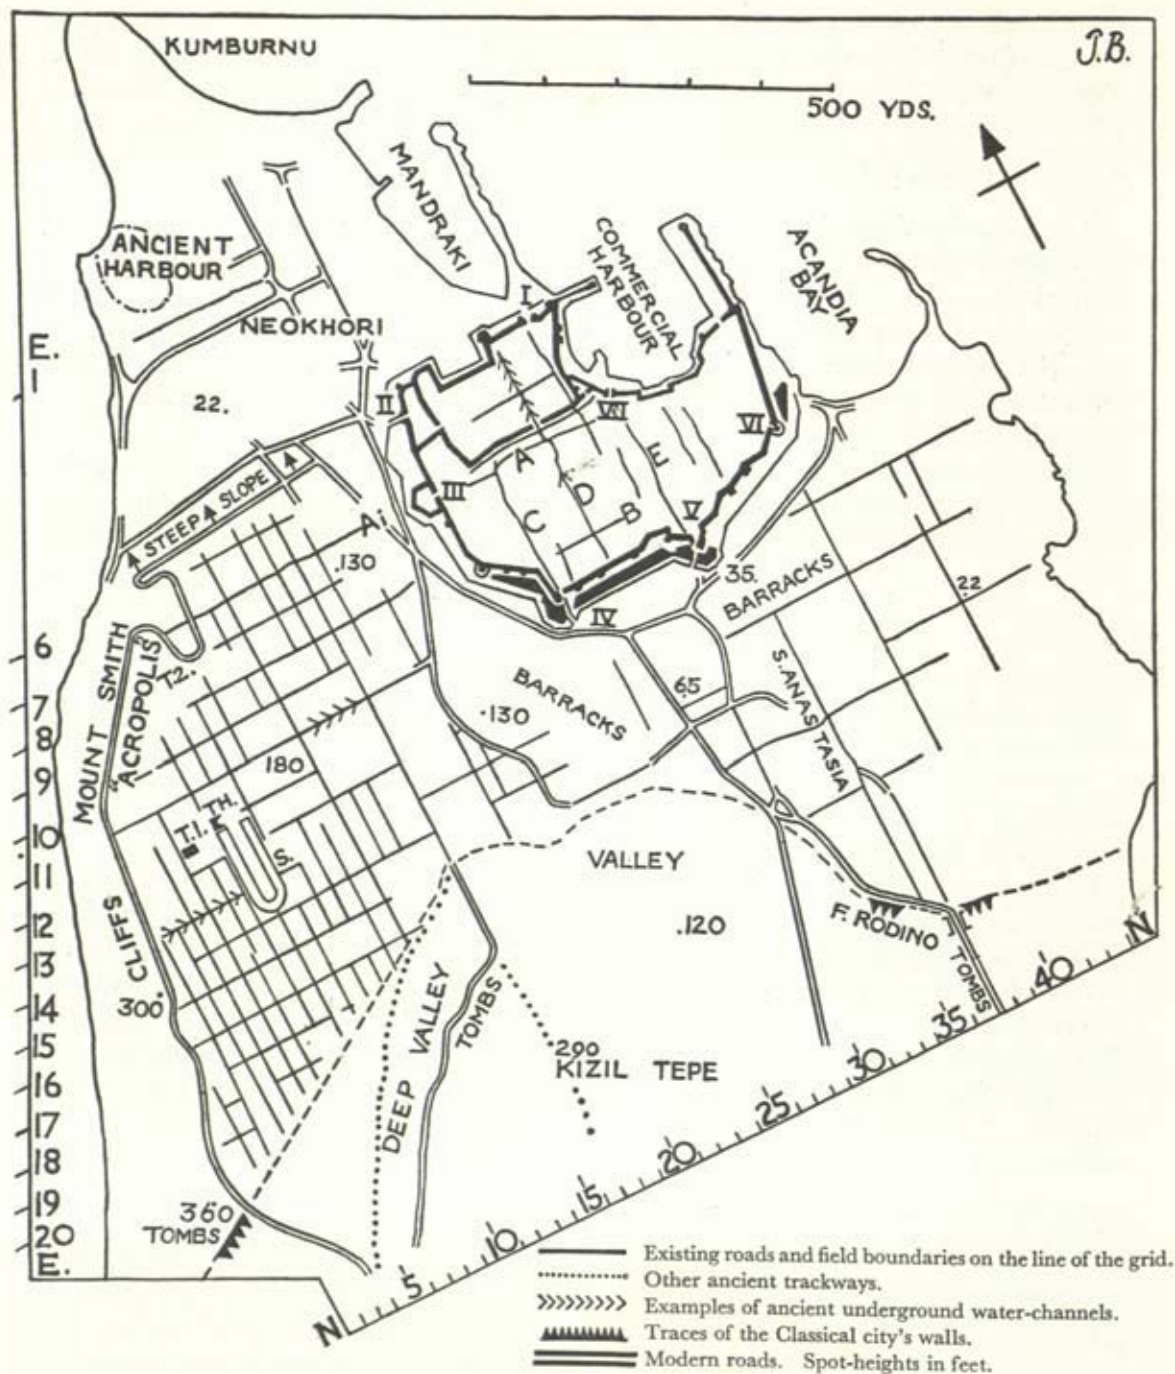 KUMBURNU
J.B.
500 YDS.
MANDRAKI
COMMERCIAL
HARBOUR
ACANDIA
BAY
ANCIENT
HARBOUR
NEOKHORI
I
E.
1
22.
II
VII
VI
A
E
III
D
C
B
V
STEEP SLOPE
A
.130
35.
BARRACKS
22.
IV
6
7
8
9
10
11
12
13
14
15
16
17
18
19
20
E.
MOUNT SMITH
"ACROPOLIS"
T2.
BARRACKS
.130
65
S. ANASTASIA
180
T.1.
TH.
S.
VALLEY
.120
CLIFFS
300.
F. RODINO
TOMBS
DEEP VALLEY
TOMBS
290
KIZIL TEPE
360
TOMBS
N
5
10
15
20
25
30
35
40
N
Existing roads and field boundaries on the line of the grid.
Other ancient trackways.
Examples of ancient underground water-channels.
Traces of the Classical city's walls.
Modern roads. Spot-heights in feet.